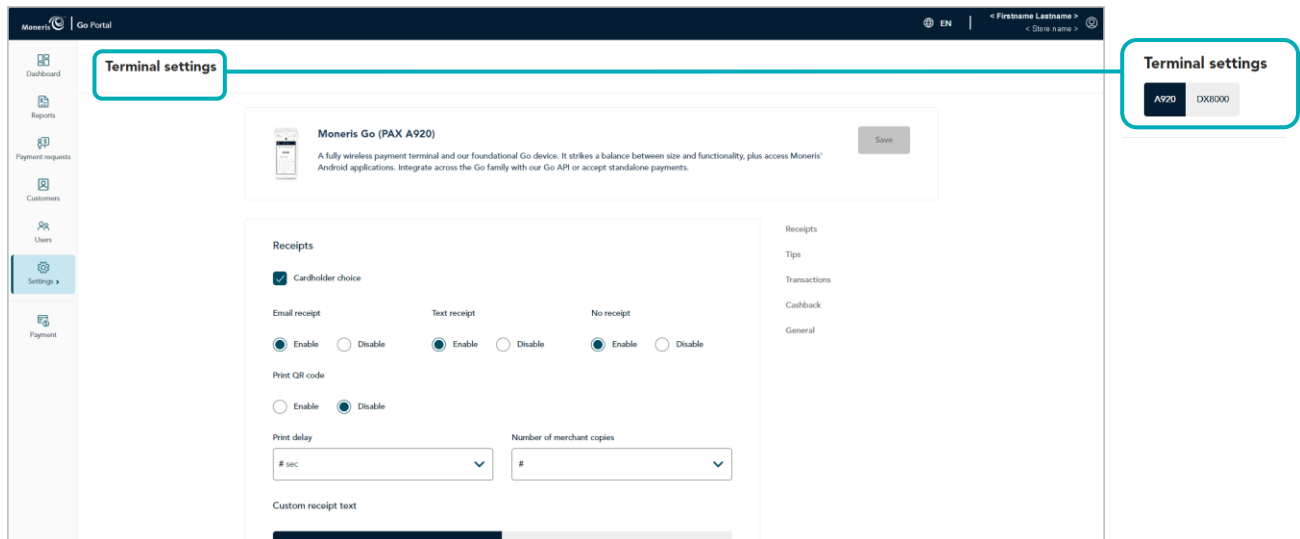 Moneris Go Portal
EN
< Firstname Lastname >
< Store name >
Dashboard
Reports
Payment requests
Customers
Users
Settings
Payment
Terminal settings
Terminal settings
A920 DX8000
Moneris Go (PAX A920)
A fully wireless payment terminal and our foundational Go device. It strikes a balance between size and functionality, plus access Moneris'
Android applications. Integrate across the Go family with our Go API or accept standalone payments.
Save
Receipts
Cardholder choice
Email receipt Text receipt No receipt
Enable Disable Enable Disable Enable Disable
Print QR code
Enable Disable
Print delay Number of merchant copies
# sec #
Custom receipt text
Receipts
Tips
Transactions
Cashback
General